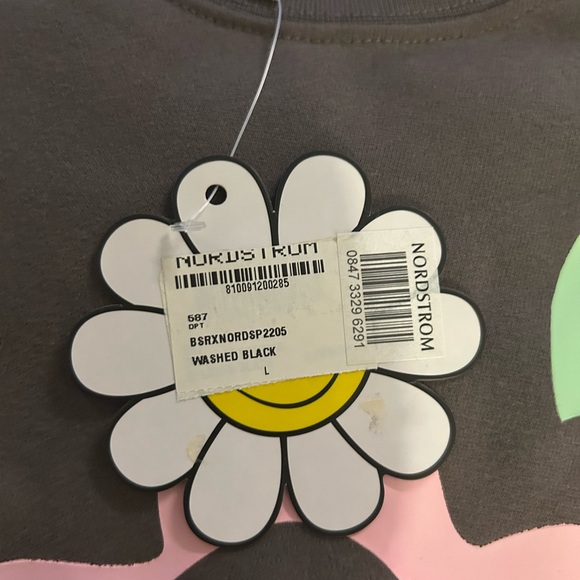 NORDSTROM
810091200285
587
DPT
BSRXNORDSP2205
WASHED BLACK
L
NORDSTROM
0847 3329 6291